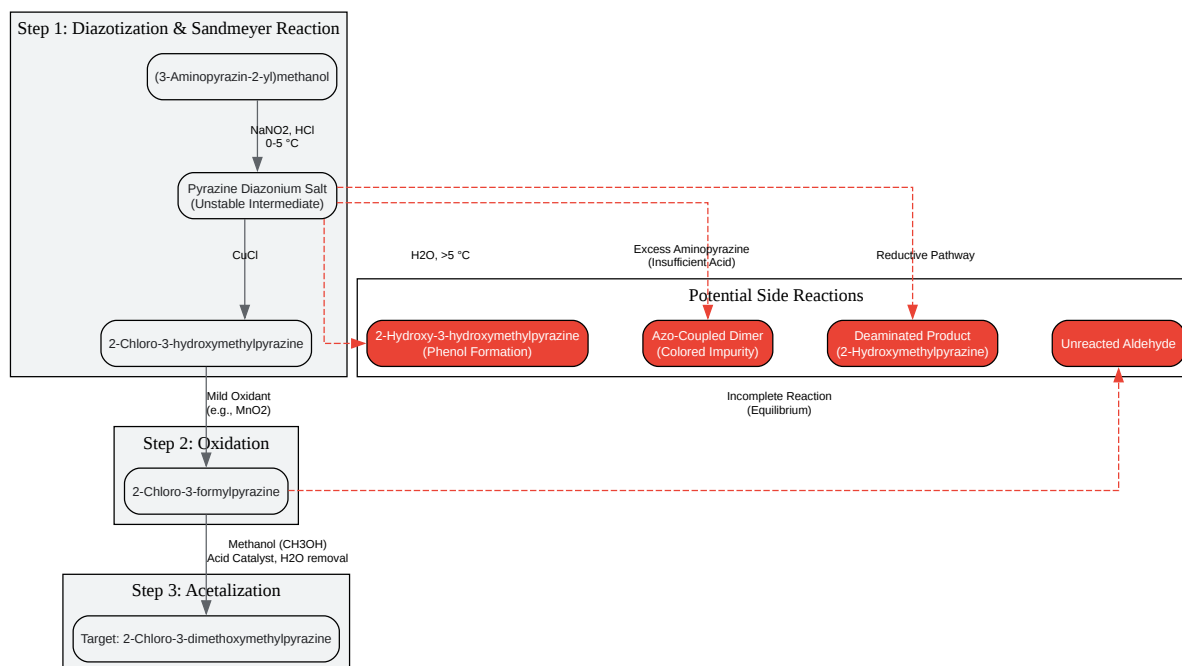 Step 1: Diazotization & Sandmeyer Reaction
(3-Aminopyrazin-2-yl)methanol
NaNO2, HCl
0-5 °C
Pyrazine Diazonium Salt
(Unstable Intermediate)
CuCl
H2O, >5 °C
Excess Aminopyrazine
(Insufficient Acid)
Reductive Pathway
Potential Side Reactions
2-Chloro-3-hydroxymethylpyrazine
2-Hydroxy-3-hydroxymethylpyrazine
(Phenol Formation)
Azo-Coupled Dimer
(Colored Impurity)
Deaminated Product
(2-Hydroxymethylpyrazine)
Unreacted Aldehyde
Mild Oxidant
(e.g., MnO2)
Incomplete Reaction
(Equilibrium)
Step 2: Oxidation
2-Chloro-3-formylpyrazine
Methanol (CH3OH)
Acid Catalyst, H2O removal
Step 3: Acetalization
Target: 2-Chloro-3-dimethoxymethylpyrazine